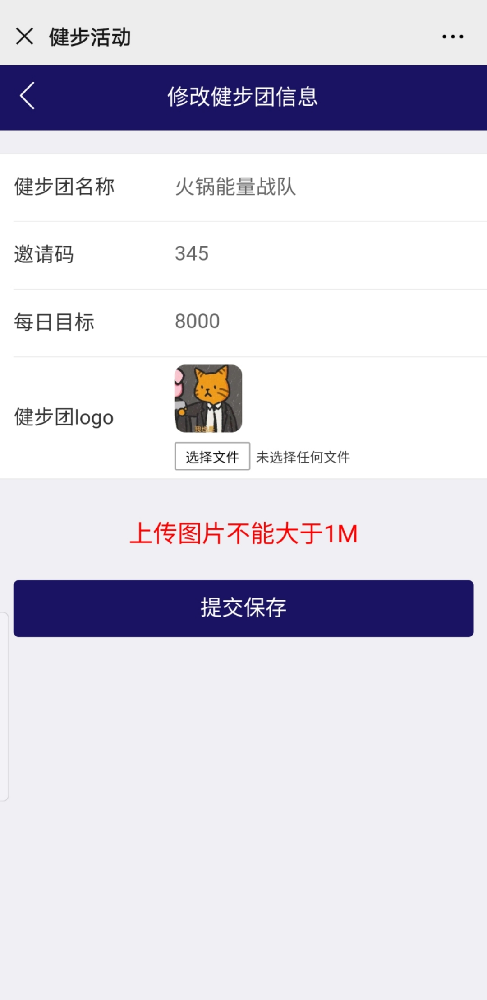 健步活动
修改健步团信息
健步团名称 火锅能量战队
邀请码 345
每日目标 8000
我也是
健步团logo
选择文件 未选择任何文件
上传图片不能大于1M
提交保存